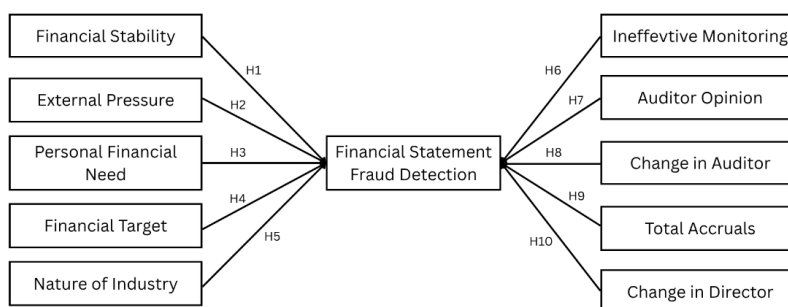 Financial Stability
External Pressure
Personal Financial
Need
Financial Target
Nature of Industry
H1
H2
H3
H4
H5
Financial Statement
Fraud Detection
H6
H7
H8
H9
H10
Ineffevtive Monitoring
Auditor Opinion
Change in Auditor
Total Accruals
Change in Director